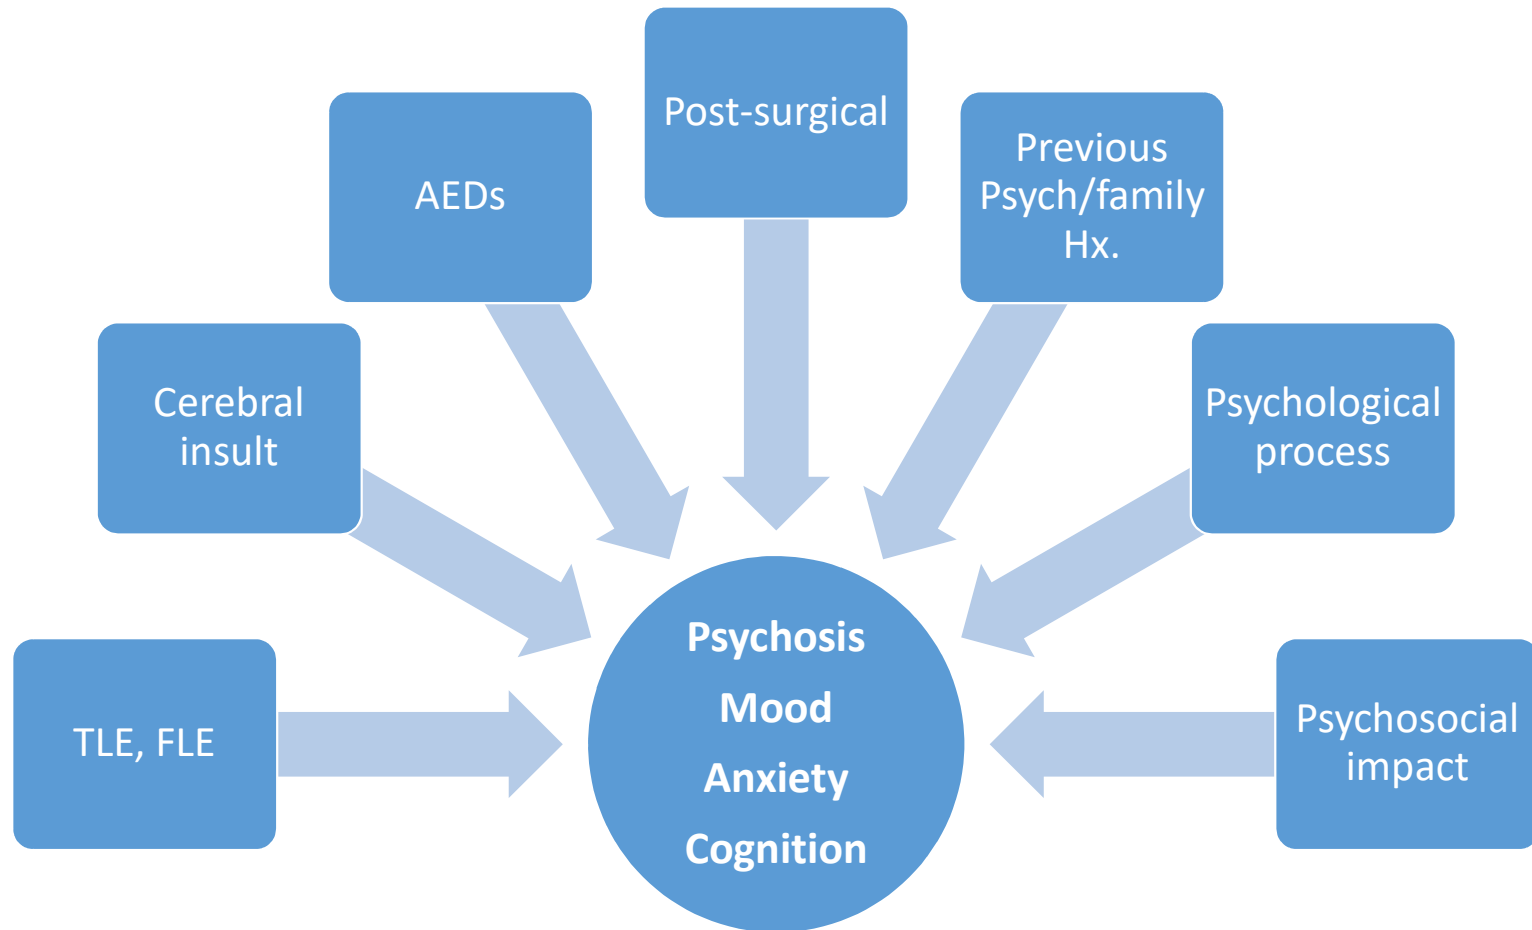 Post-surgical
AEDs
Previous
Psych/family
Hx.
Cerebral
insult
Psychological
process
TLE, FLE
Psychosis
Mood
Anxiety
Cognition
Psychosocial
impact